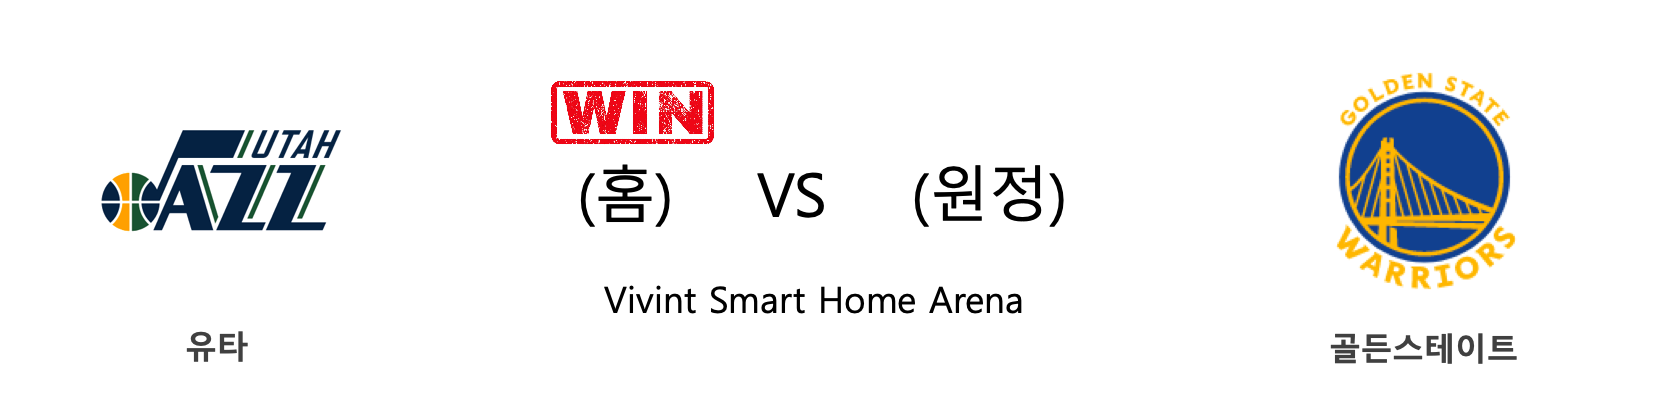 WIN
UTAH
JAZZ
(홈) VS (원정)
GOLDEN STATE
WARRIORS
Vivint Smart Home Arena
유타
골든스테이트